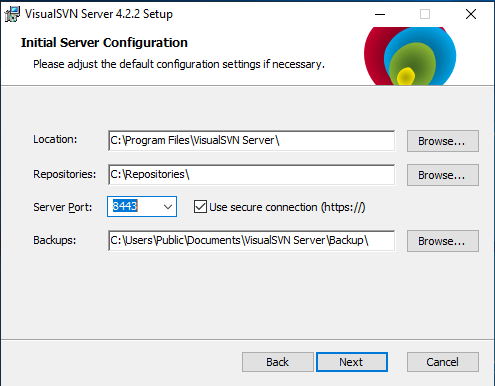 VisualSVN Server 4.2.2 Setup
Initial Server Configuration
Please adjust the default configuration settings if necessary.
Location: C:\Program Files\VisualSVN Server\ Browse...
Repositories: C:\Repositories\ Browse...
Server Port: 8443 Use secure connection (https://)
Backups: C:\Users\Public\Documents\VisualSVN Server\Backup\ Browse...
Back Next Cancel